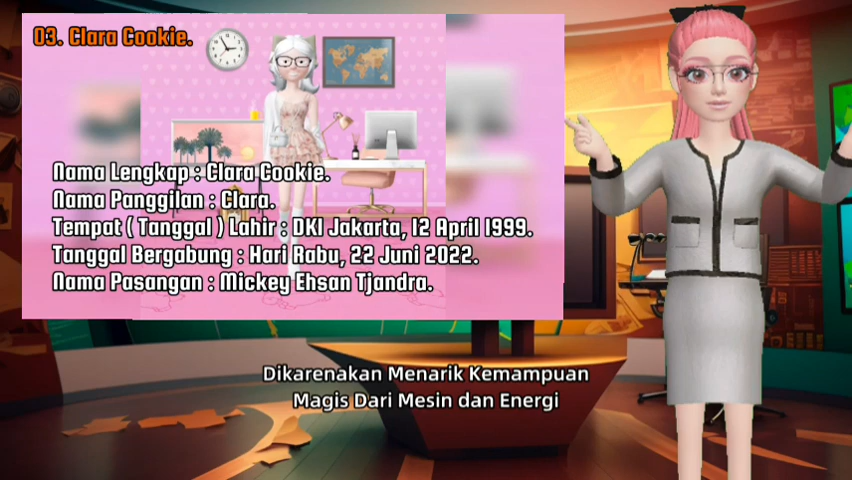 03. Clara Cookie.
Nama Lengkap : Clara Cookie.
Nama Panggilan : Clara.
Tempat ( Tanggal ) Lahir : DKI Jakarta, 12 April 1999.
Tanggal Bergabung : Hari Rabu, 22 Juni 2022.
Nama Pasangan : Mickey Ehsan Tjandra.
Dikarenakan Menarik Kemampuan
Magis Dari Mesin dan Energi